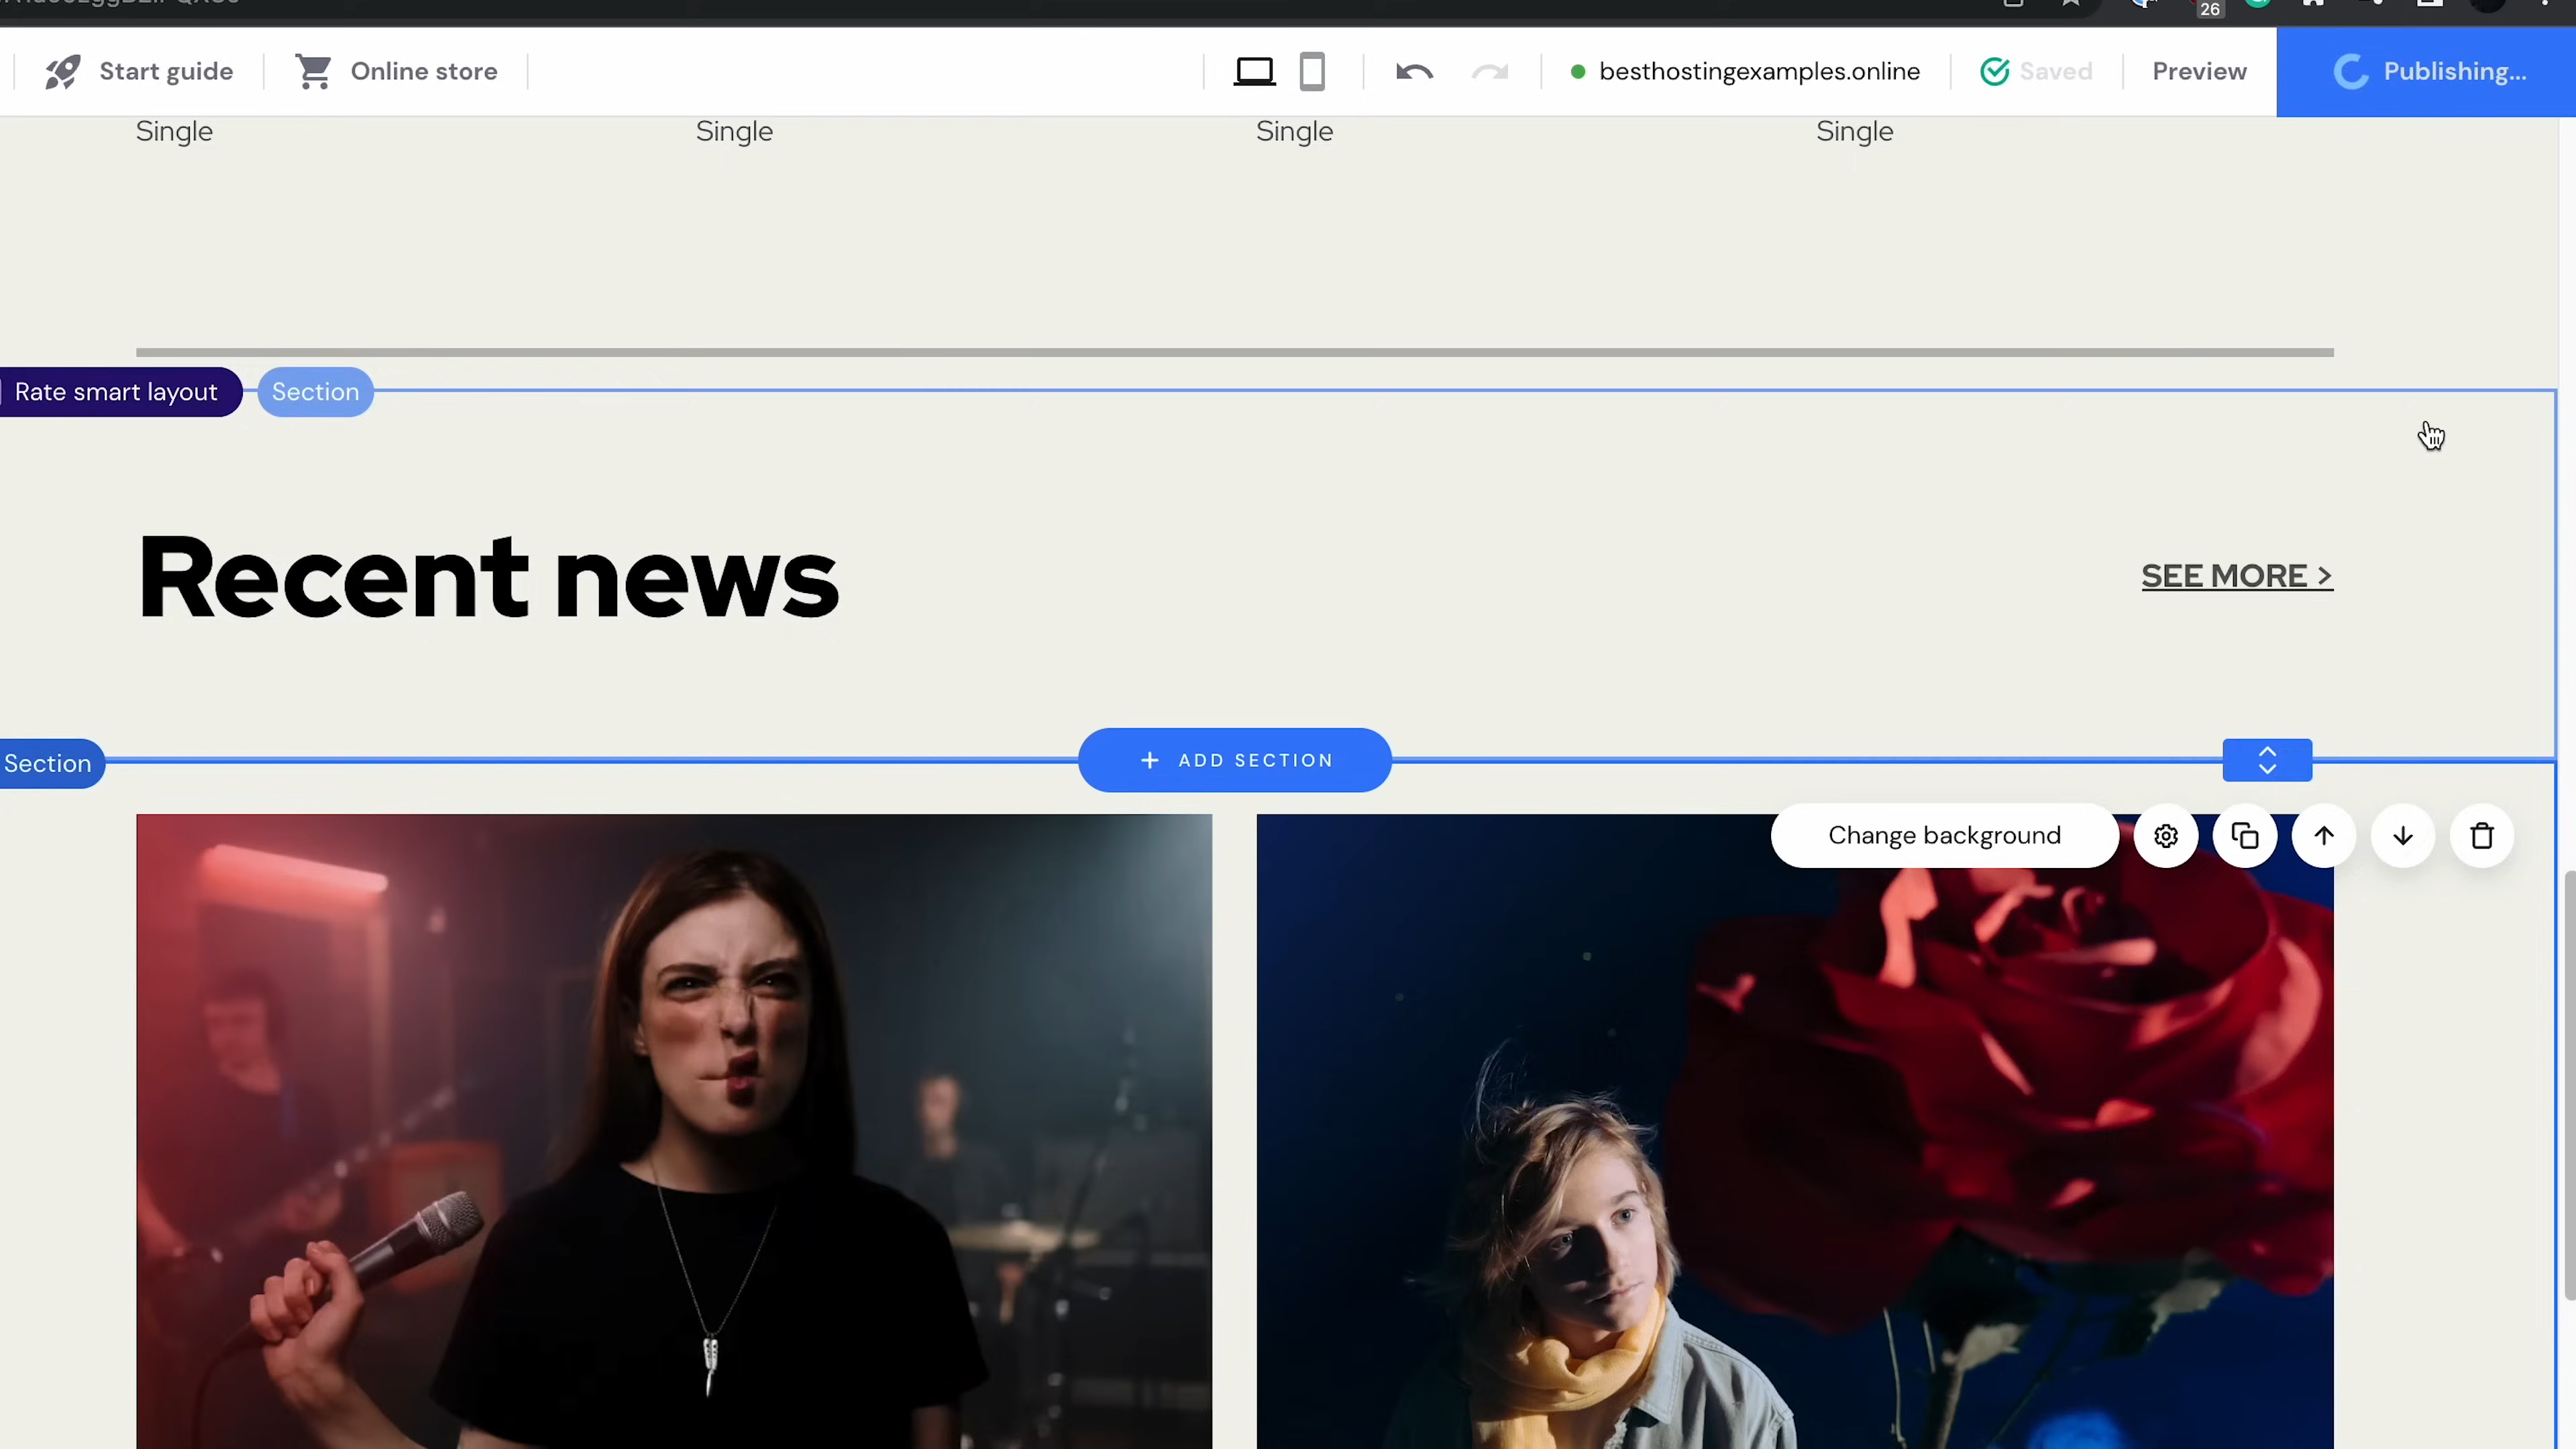 26
Start guide
Online store
besthostingexamples.online
Saved
Preview
Publishing...
Single
Single
Single
Single
Rate smart layout
Section
Recent news
SEE MORE >
Section
+ ADD SECTION
Change background